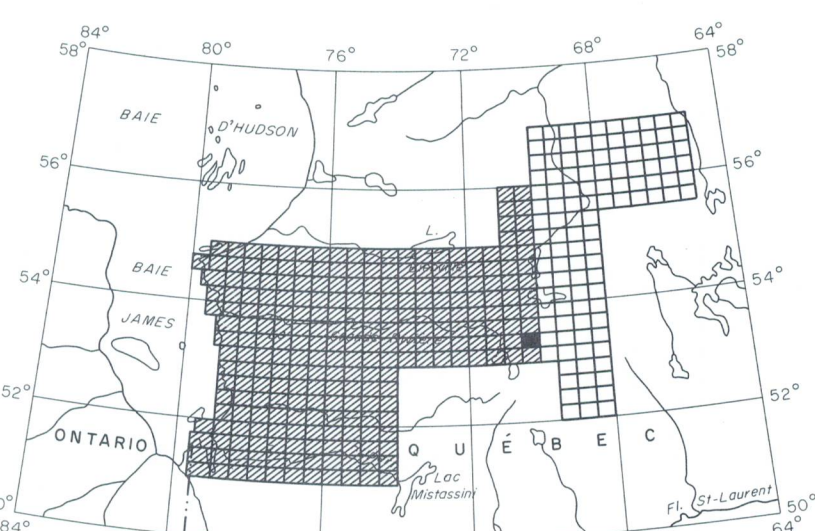 84° 80° 76° 72° 68° 64°
58° 58°
BAIE D'HUDSON
56° 56°
L.
BAIE JAMES
54° 54°
52° 52°
ONTARIO QUÉBEC
Lac Mistassini
Fl. St-Laurent
50°
84° 64°